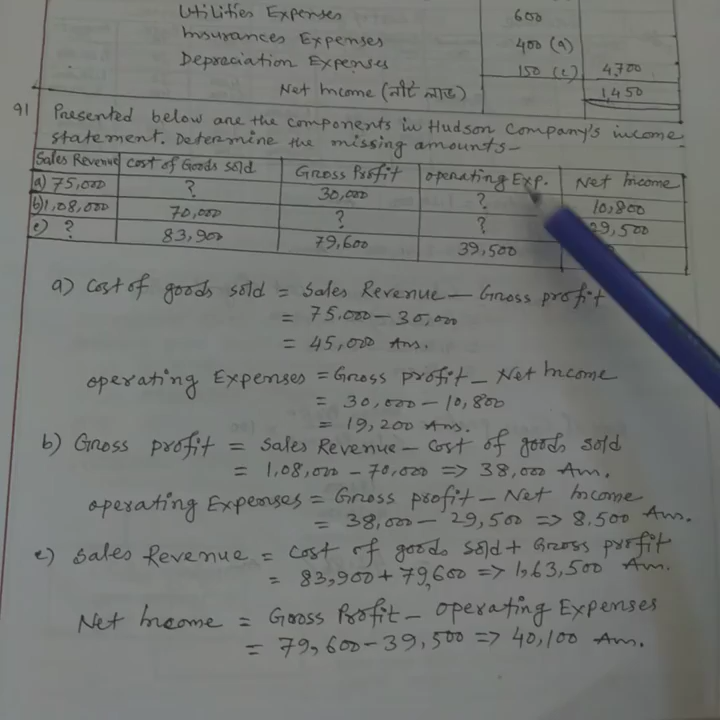 Utilities Expenses 600
Insurances Expenses 400 (a)
Depreciation Expenses 150 (c) 4,700
Net Income (नीट लाभ) 1,450
91 Presented below are the components in Hudson Company's income
statement. Determine the missing amounts-
Sales Revenue Cost of Goods Sold Gross Profit Operating Exp. Net Income
a) 75,000 ? 30,000 ? 10,800
b) 1,08,000 70,000 ? ? 29,500
c) ? 83,900 79,600 39,500
a) Cost of goods sold = Sales Revenue - Gross profit
= 75,000 - 30,000
= 45,000 Ans.
Operating Expenses = Gross profit - Net Income
= 30,000 - 10,800
= 19,200 Ans.
b) Gross profit = Sales Revenue - Cost of goods sold
= 1,08,000 - 70,000 => 38,000 Ans.
Operating Expenses = Gross profit - Net Income
= 38,000 - 29,500 => 8,500 Ans.
c) Sales Revenue = Cost of goods sold + Gross profit
= 83,900 + 79,600 => 1,63,500 Ans.
Net Income = Gross Profit - Operating Expenses
= 79,600 - 39,500 => 40,100 Ans.